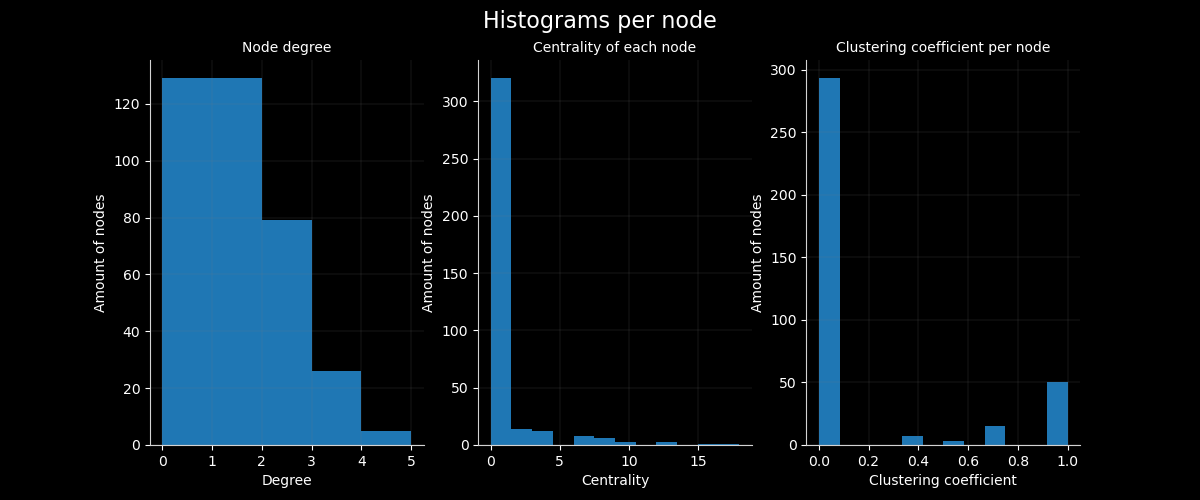 Histograms per node
Node degree
Centrality of each node
Clustering coefficient per node
Amount of nodes
120
100
80
60
40
20
0
0 1 2 3 4 5
Degree
Amount of nodes
300
250
200
150
100
50
0
0 5 10 15
Centrality
Amount of nodes
300
250
200
150
100
50
0
0.0 0.2 0.4 0.6 0.8 1.0
Clustering coefficient